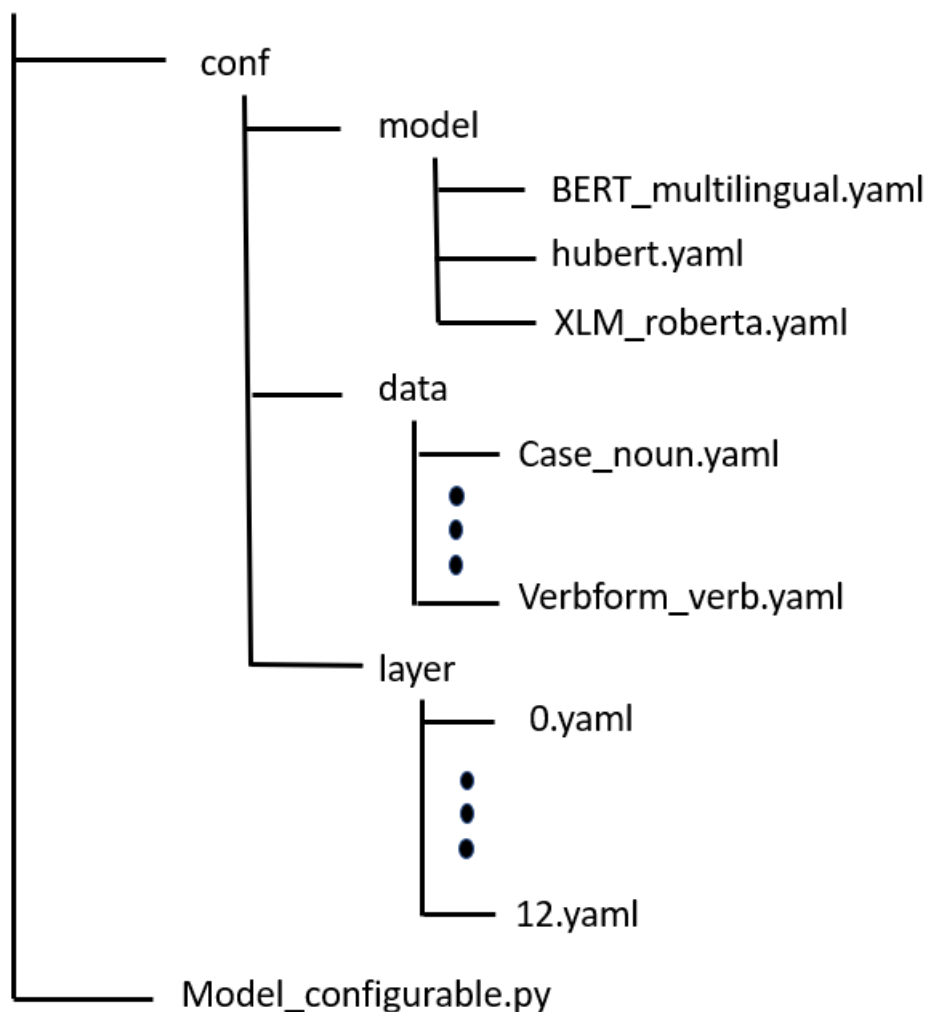 conf
model
BERT_multilingual.yaml
hubert.yaml
XLM_roberta.yaml
data
Case_noun.yaml
Verbform_verb.yaml
layer
0.yaml
12.yaml
Model_configurable.py